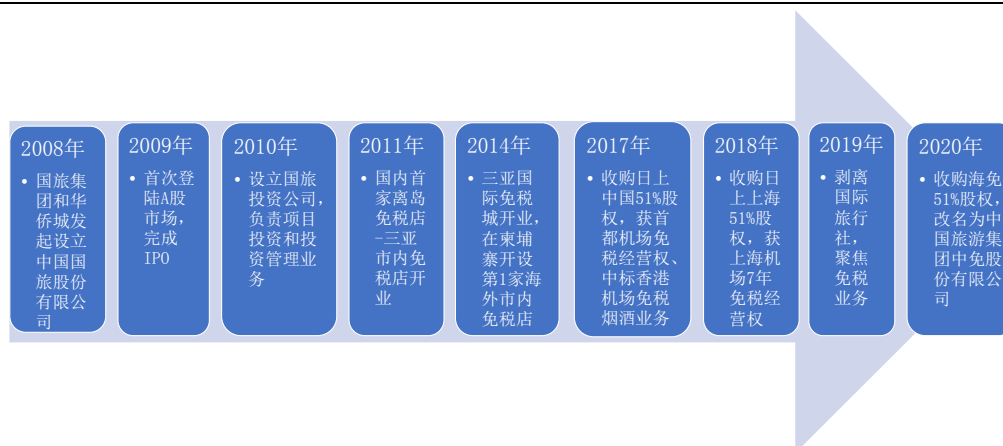 2008年
• 国旅集
团和华
侨城发
起设立
中国国
旅股份
有限公
司
2009年
• 首次登
陆A股
市场，
完成
IPO
2010年
• 设立国旅
投资公司，
负责项目
投资和投
资管理业
务
2011年
• 国内首
家离岛
免税店
-三亚
市内免
税店开
业
2014年
• 三亚国
际免税
城开业，
在柬埔
寨开设
第1家海
外市内
免税店
2017年
• 收购日上
中国51%股
权，获首
都机场免
税经营权、
中标香港
机场免税
烟酒业务
2018年
• 收购日
上上海
51%股
权，获
上海机
场7年
免税经
营权
2019年
• 剥离
国际
旅行
社，
聚焦
免税
业务
2020年
• 收购海免
51%股权，
改名为中
国旅游集
团中免股
份有限公
司